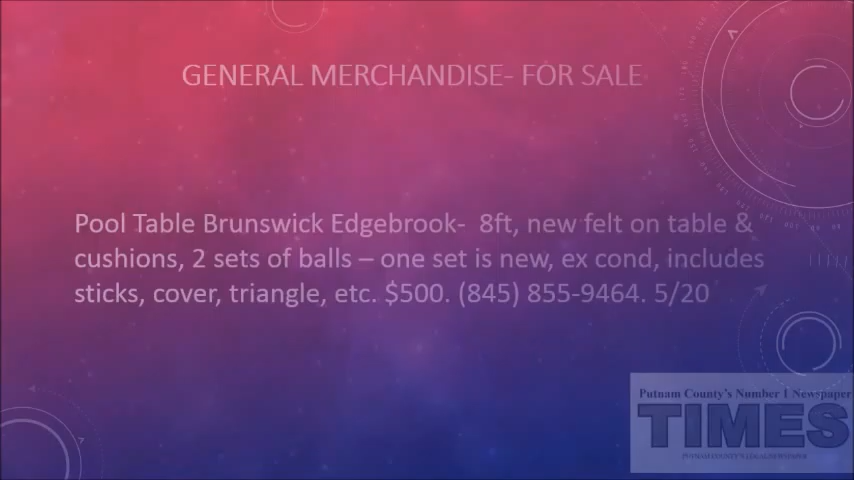 GENERAL MERCHANDISE- FOR SALE
Pool Table Brunswick Edgebrook- 8ft, new felt on table &
cushions, 2 sets of balls – one set is new, ex cond, includes
sticks, cover, triangle, etc. $500. (845) 855-9464. 5/20
Putnam County's Number 1 Newspaper
TIMES